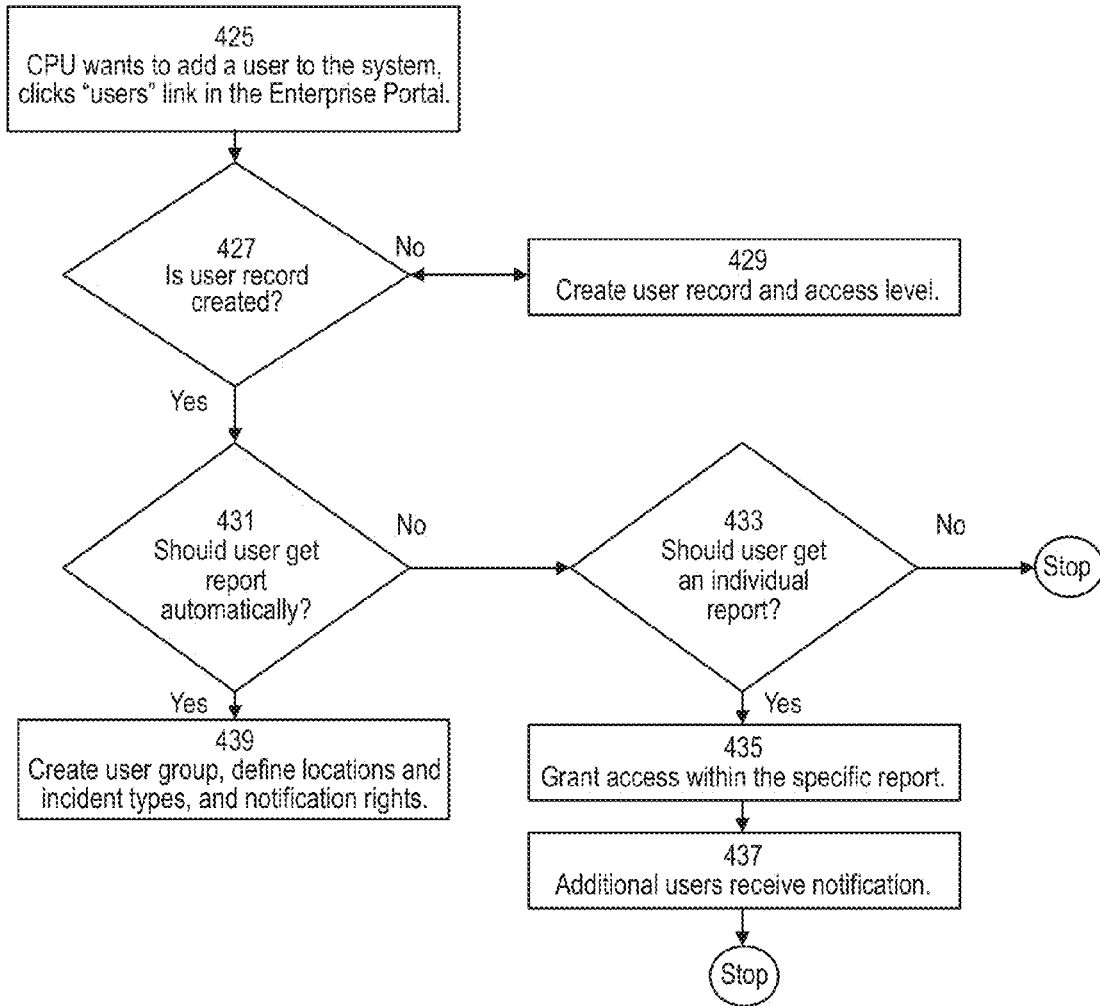 425
CPU wants to add a user to the system,
clicks "users" link in the Enterprise Portal.
427
Is user record
created?
No
429
Create user record and access level.
Yes
431
Should user get
report
automatically?
No
433
Should user get
an individual
report?
No
Stop
Yes
439
Create user group, define locations and
incident types, and notification rights.
Yes
435
Grant access within the specific report.
437
Additional users receive notification.
Stop